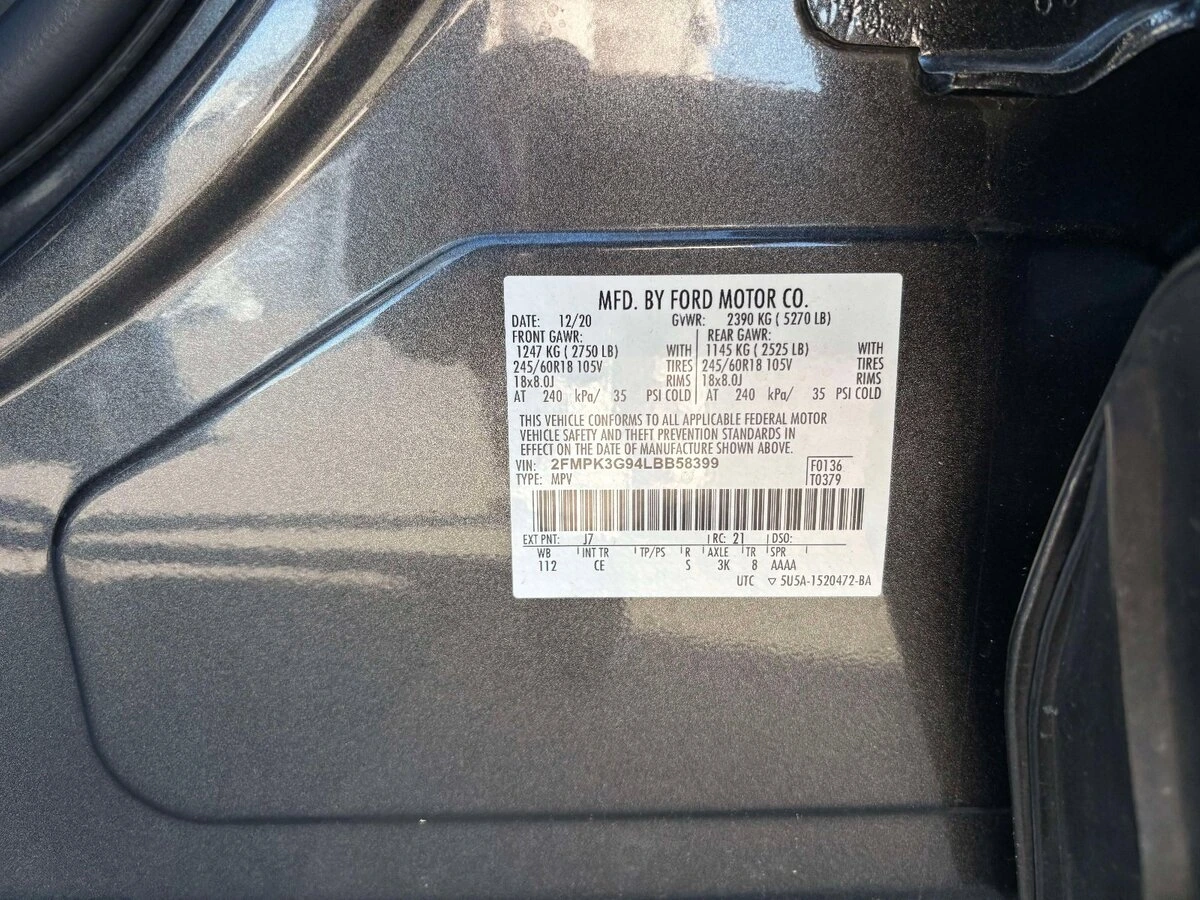 MFD. BY FORD MOTOR CO.
DATE: 12/20 GVWR: 2390 KG ( 5270 LB)
FRONT GAWR: REAR GAWR:
1247 KG ( 2750 LB) WITH 1145 KG ( 2525 LB) WITH
245/60R18 105V TIRES 245/60R18 105V TIRES
18x8.0J RIMS 18x8.0J RIMS
AT 240 kPa/ 35 PSI COLD AT 240 kPa/ 35 PSI COLD
THIS VEHICLE CONFORMS TO ALL APPLICABLE FEDERAL MOTOR
VEHICLE SAFETY AND THEFT PREVENTION STANDARDS IN
EFFECT ON THE DATE OF MANUFACTURE SHOWN ABOVE.
VIN: 2FMPK3G94LBB58399 F0136
TYPE: MPV T0379
EXT PNT: J7 RC: 21 DSO:
WB INT TR TP/PS R AXLE TR SPR
112 CE S 3K 8 AAAA
UTC ▽ 5U5A-1520472-BA